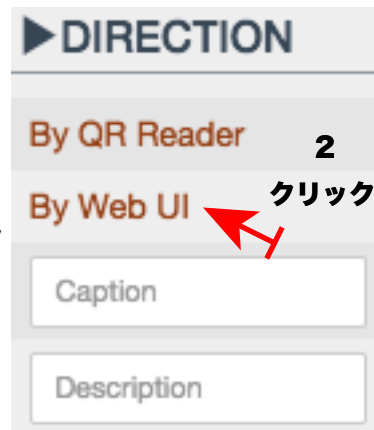 ▶DIRECTION
By QR Reader
2
クリック
By Web UI
Caption
Description